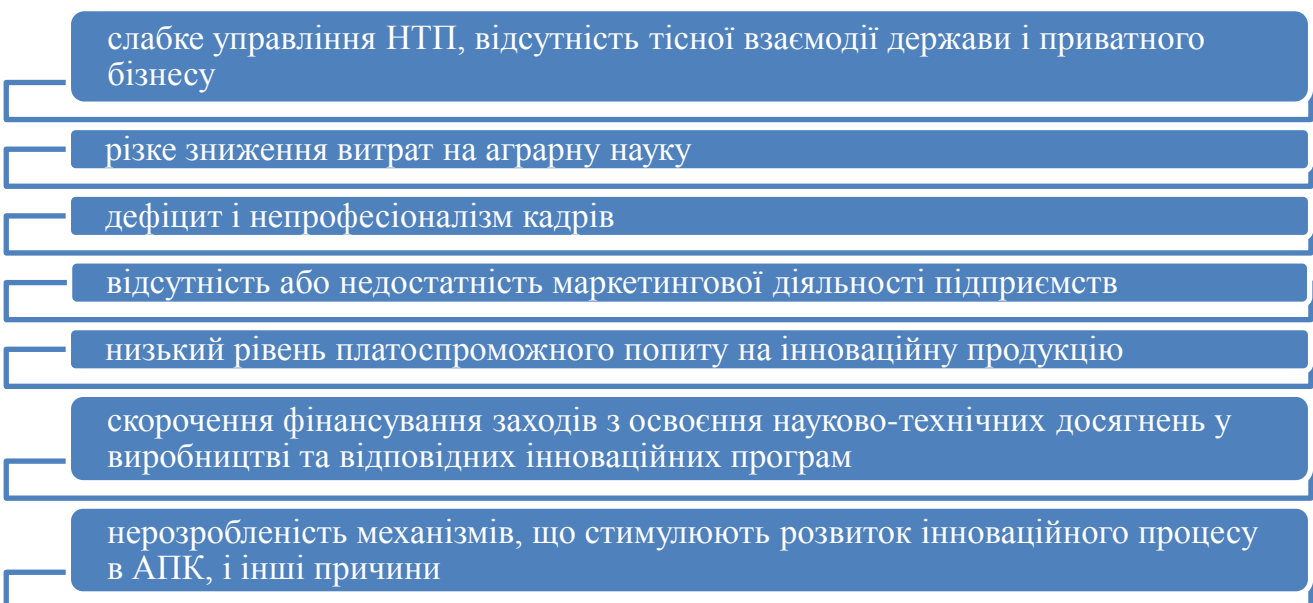 слабке управління НТП, відсутність тісної взаємодії держави і приватного
бізнесу
різке зниження витрат на аграрну науку
дефіцит і непрофесіоналізм кадрів
відсутність або недостатність маркетингової діяльності підприємств
низький рівень платоспроможного попиту на інноваційну продукцію
скорочення фінансування заходів з освоєння науково-технічних досягнень у
виробництві та відповідних інноваційних програм
нерозробленість механізмів, що стимулюють розвиток інноваційного процесу
в АПК, і інші причини